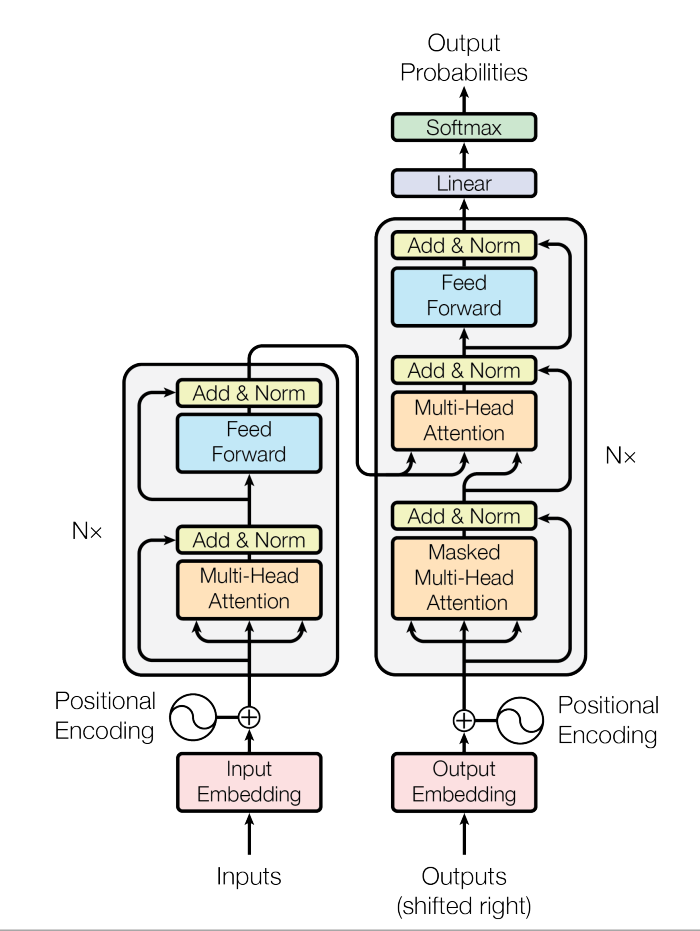 Output
Probabilities
Softmax
Linear
Add & Norm
Feed
Forward
Add & Norm
Multi-Head
Attention
Add & Norm
Masked
Multi-Head
Attention
Nx
Add & Norm
Feed
Forward
Add & Norm
Multi-Head
Attention
Nx
Positional
Encoding
Positional
Encoding
Input
Embedding
Output
Embedding
Inputs
Outputs
(shifted right)